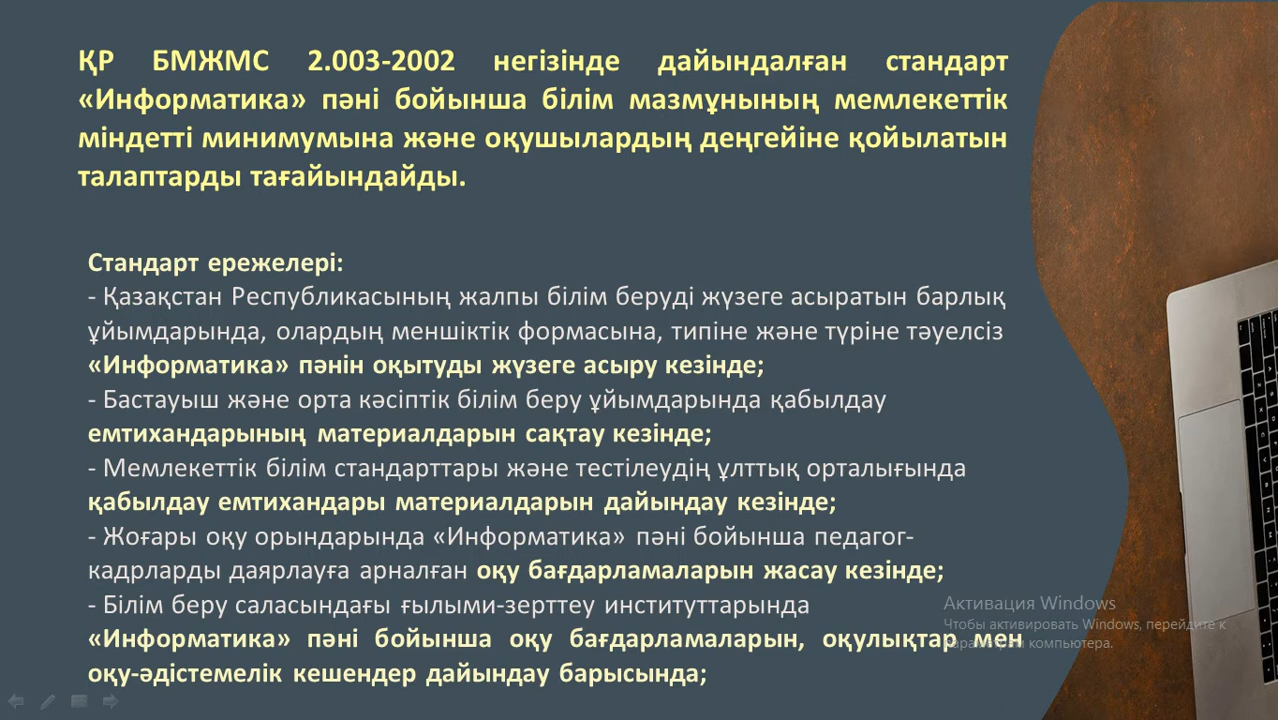 ҚР БМЖМС 2.003-2002 негізінде дайындалған стандарт
«Информатика» пәні бойынша білім мазмұнының мемлекеттік
міндетті минимумына және оқушылардың деңгейіне қойылатын
талаптарды тағайындайды.
Стандарт ережелері:
- Қазақстан Республикасының жалпы білім беруді жүзеге асыратын барлық
ұйымдарында, олардың меншіктік формасына, типіне және түріне тәуелсіз
«Информатика» пәнін оқытуды жүзеге асыру кезінде;
- Бастауыш және орта кәсіптік білім беру ұйымдарында қабылдау
емтихандарының материалдарын сақтау кезінде;
- Мемлекеттік білім стандарттары және тестілеудің ұлттық орталығында
қабылдау емтихандары материалдарын дайындау кезінде;
- Жоғары оқу орындарында «Информатика» пәні бойынша педагог-
кадрларды даярлауға арналған оқу бағдарламаларын жасау кезінде;
- Білім беру саласындағы ғылыми-зерттеу институттарында
«Информатика» пәні бойынша оқу бағдарламаларын, оқулықтар мен
оқу-әдістемелік кешендер дайындау барысында;
Активация Windows
Чтобы активировать Windows, перейдите к
параметрам компьютера.